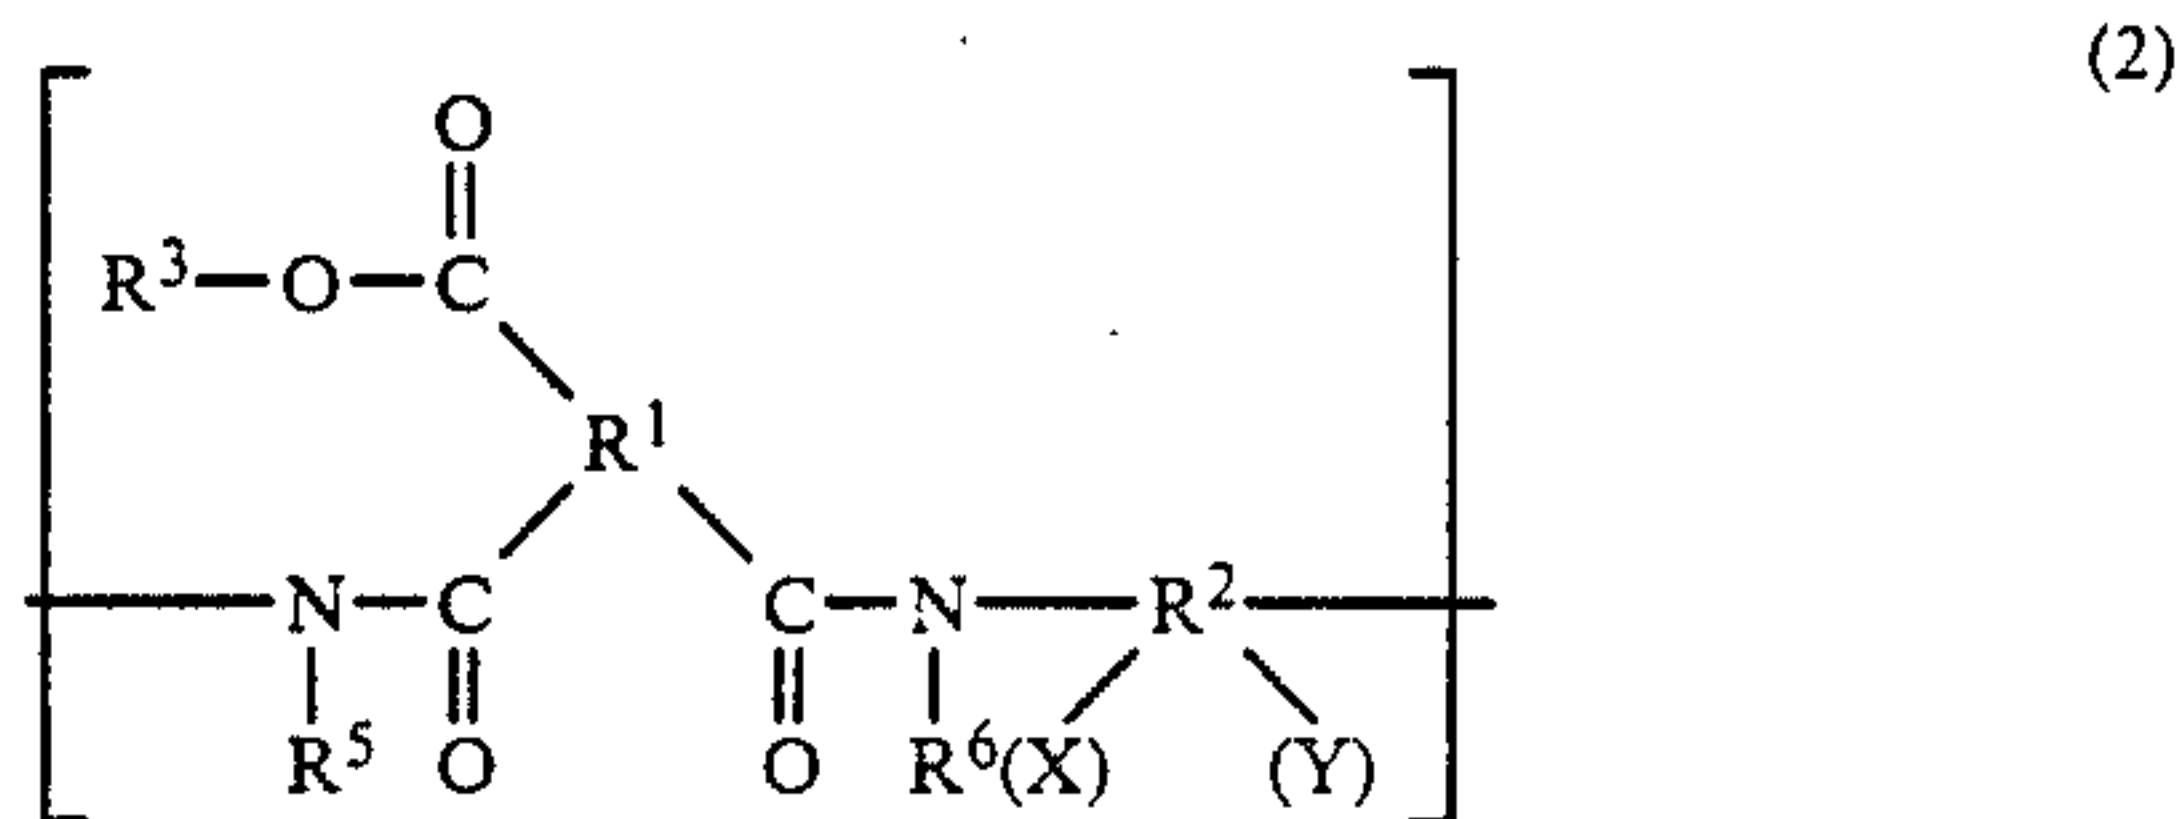 (2)
O
R³—O—C
R¹
N—C C—N—R²
R⁵ O O R⁶(X) (Y)